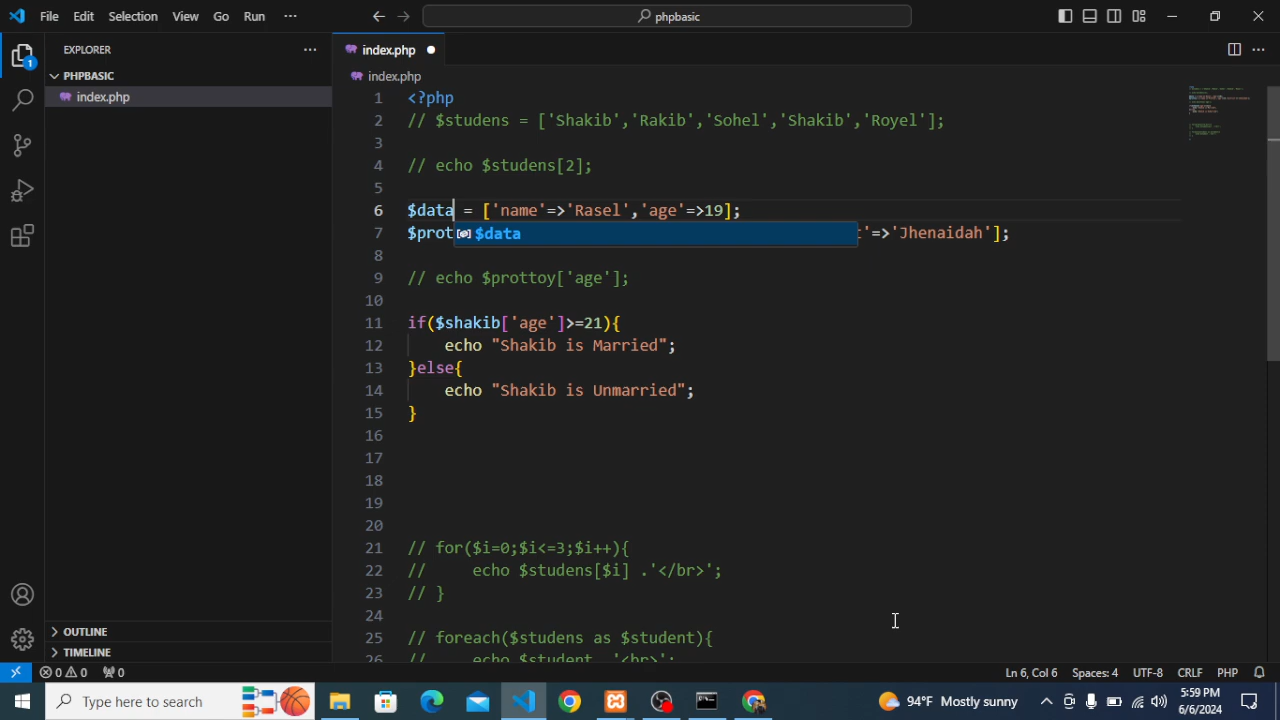 File Edit Selection View Go Run ··· phpbasic
EXPLORER ···
PHPBASIC
index.php
index.php
index.php
1 <?php
2 // $studens = ['Shakib','Rakib','Sohel','Shakib','Royel'];
3
4 // echo $studens[2];
5
6 $data = ['name'=>'Rasel','age'=>19];
7 $prot '=>'Jhenaidah'];
$data
8
9 // echo $prottoy['age'];
10
11 if($shakib['age']>=21){
12 echo "Shakib is Married";
13 }else{
14 echo "Shakib is Unmarried";
15 }
16
17
18
19
20
21 // for($i=0;$i<=3;$i++){
22 // echo $studens[$i] .'</br>';
23 // }
24
25 // foreach($studens as $student){
26 // echo $student .'<br>';
OUTLINE
TIMELINE
1
0 0 0 Ln 6, Col 6 Spaces: 4 UTF-8 CRLF PHP
Type here to search 94°F Mostly sunny 5:59 PM
6/6/2024